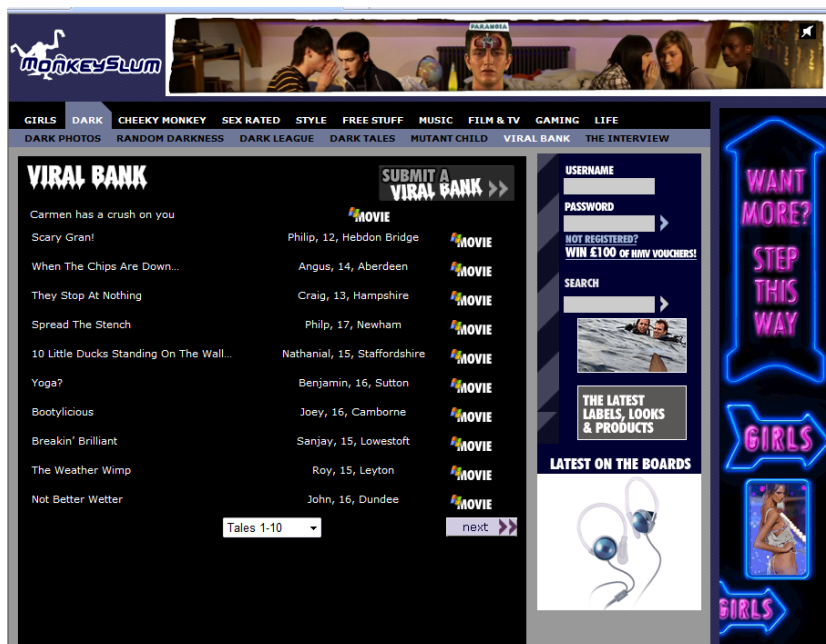 MONKEYSLUM
PARANOIA
GIRLS DARK CHEEKY MONKEY SEX RATED STYLE FREE STUFF MUSIC FILM & TV GAMING LIFE
DARK PHOTOS RANDOM DARKNESS DARK LEAGUE DARK TALES MUTANT CHILD VIRAL BANK THE INTERVIEW
VIRAL BANK
SUBMIT A
VIRAL BANK
Carmen has a crush on you MOVIE
Scary Gran! Philip, 12, Hebdon Bridge MOVIE
When The Chips Are Down... Angus, 14, Aberdeen MOVIE
They Stop At Nothing Craig, 13, Hampshire MOVIE
Spread The Stench Philp, 17, Newham MOVIE
10 Little Ducks Standing On The Wall... Nathanial, 15, Staffordshire MOVIE
Yoga? Benjamin, 16, Sutton MOVIE
Bootylicious Joey, 16, Camborne MOVIE
Breakin' Brilliant Sanjay, 15, Lowestoft MOVIE
The Weather Wimp Roy, 15, Leyton MOVIE
Not Better Wetter John, 16, Dundee MOVIE
Tales 1-10 next
USERNAME
PASSWORD
NOT REGISTERED?
WIN £100 OF HMV VOUCHERS!
SEARCH
THE LATEST
LABELS, LOOKS
& PRODUCTS
LATEST ON THE BOARDS
WANT
MORE?
STEP
THIS
WAY
GIRLS
GIRLS